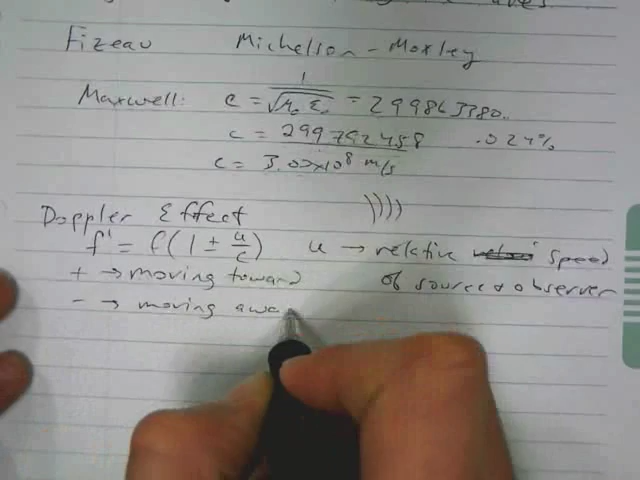 Fizeau Michelson-Morley
Maxwell: c = 1/√(μ₀ε₀) = 299863380.
c = 299792458 .024%
c = 3.00x10⁸ m/s
Doppler Effect ))))
f' = f(1 ± u/c) u → relative speed
+ → moving toward of source & observer
- → moving awa